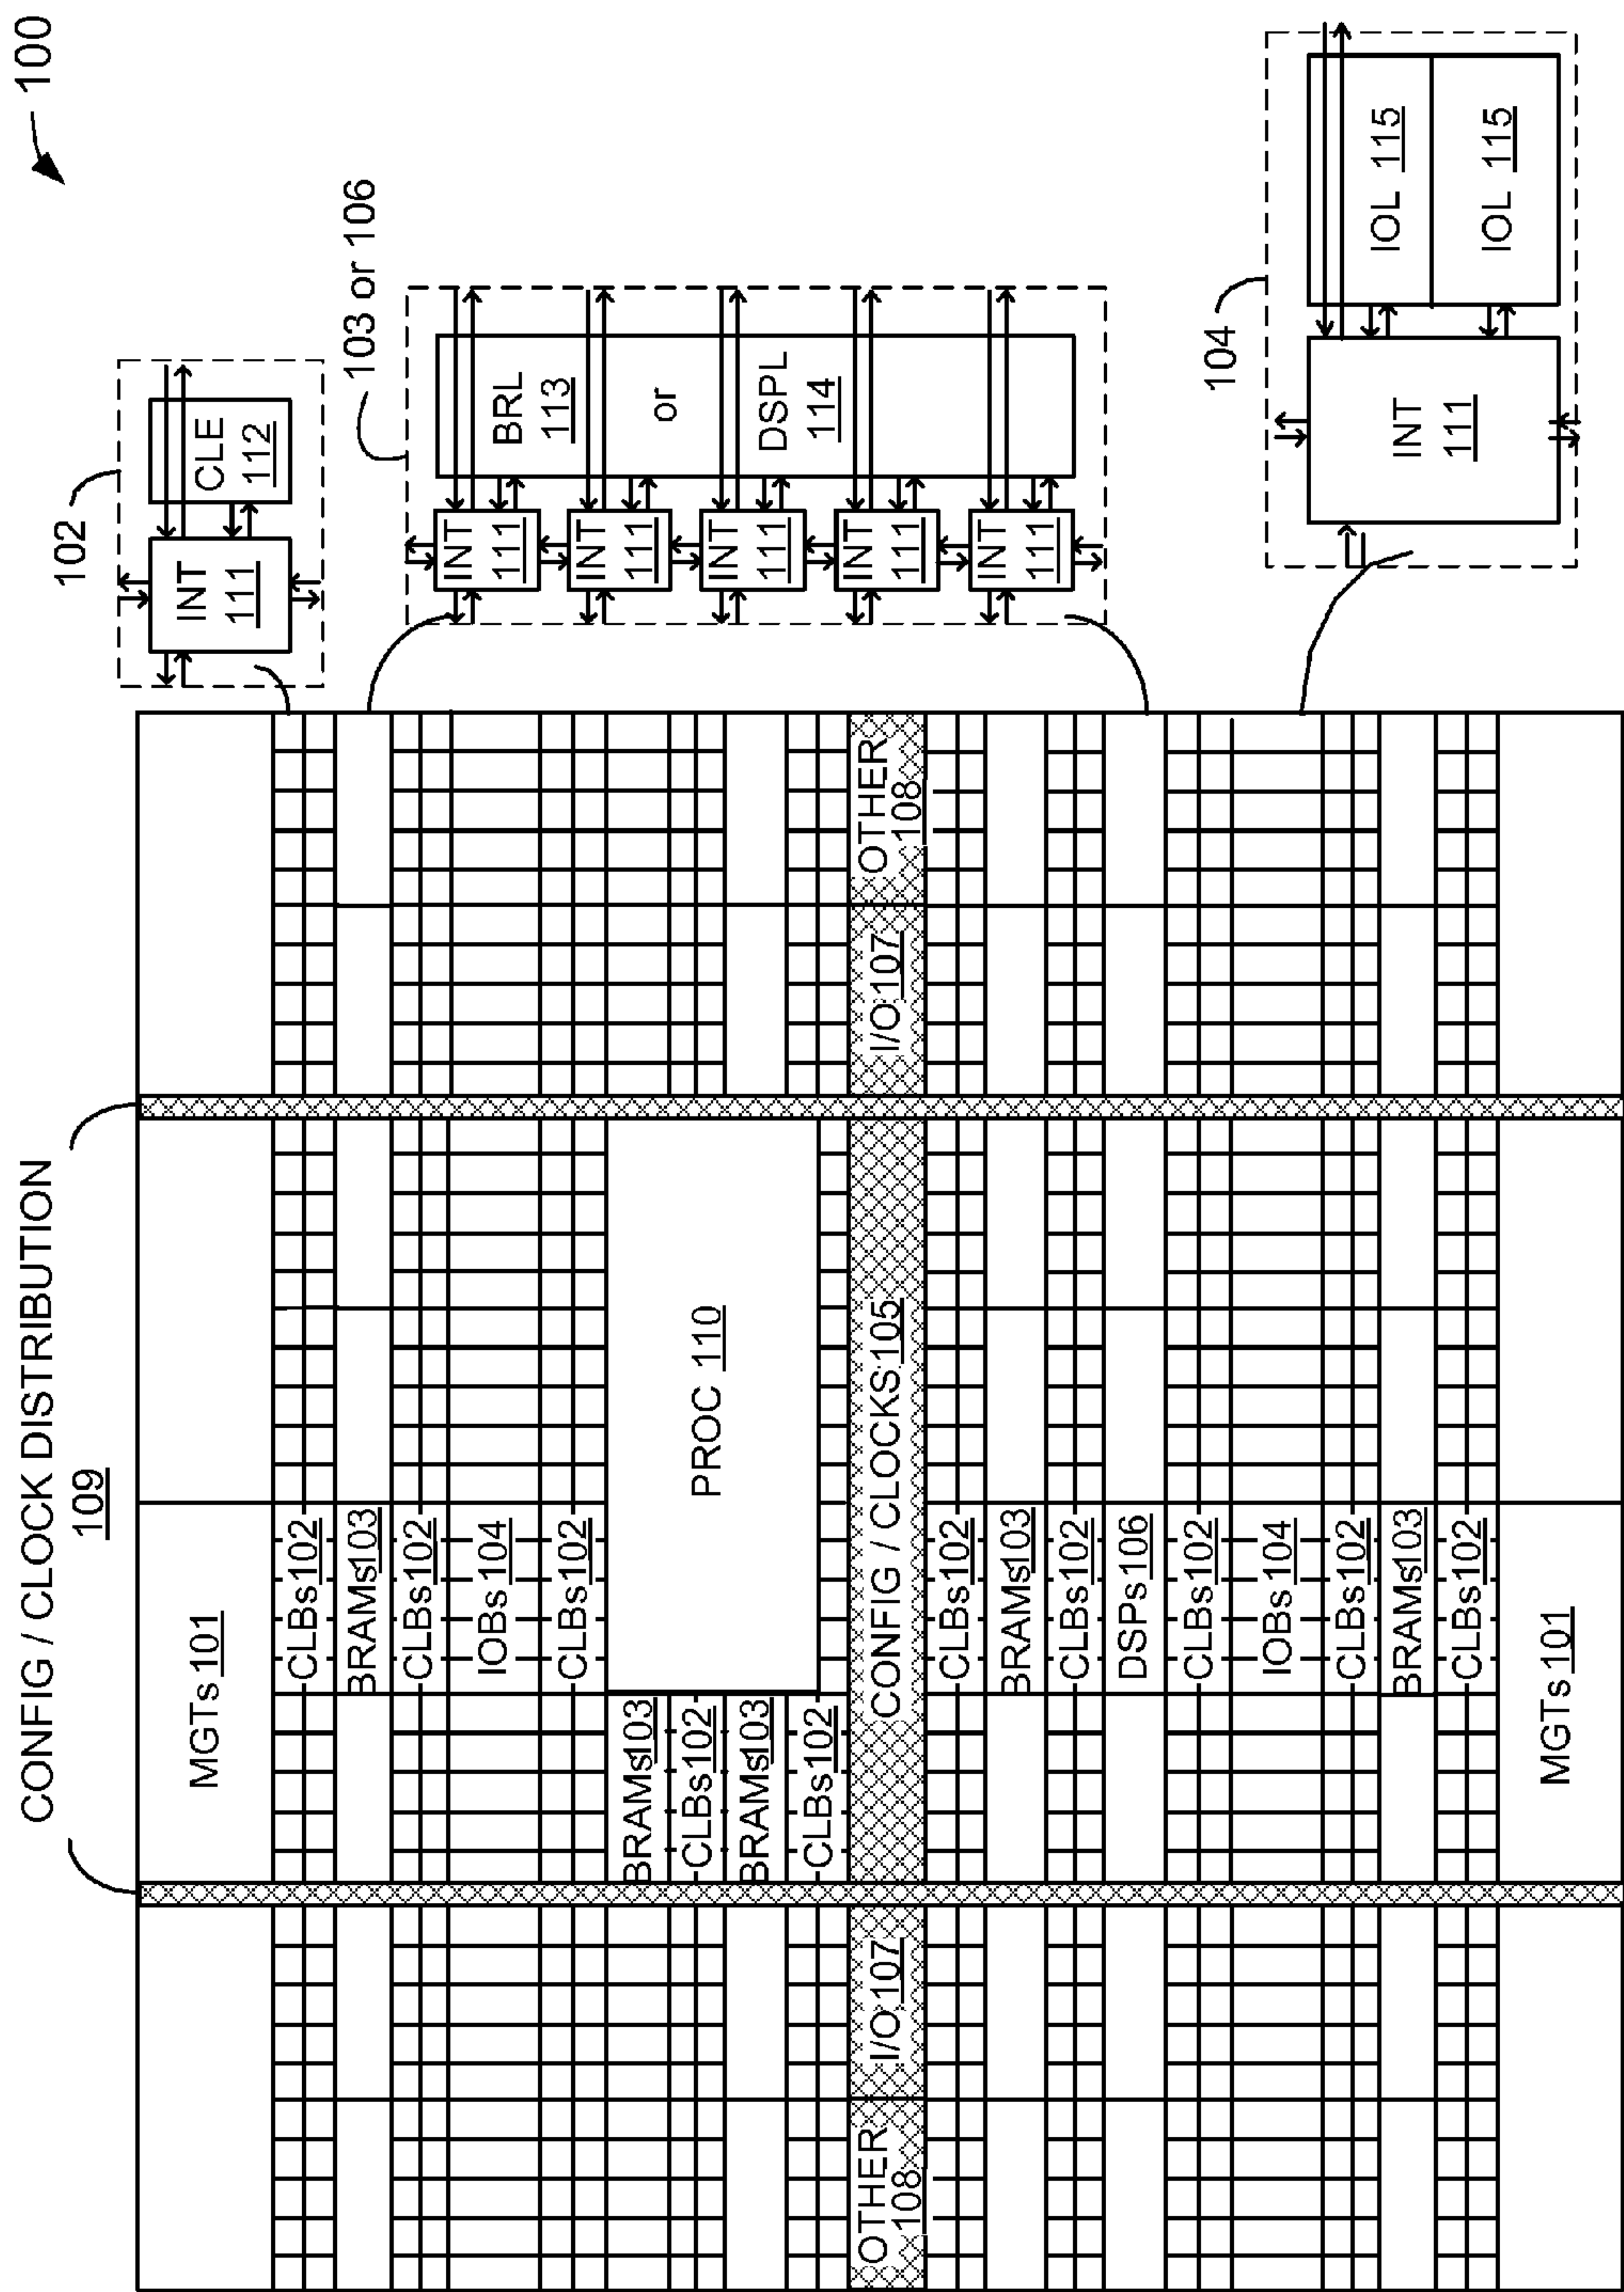 100
CONFIG / CLOCK DISTRIBUTION
109
MGTs 101
CLBs 102
BRAMs 103
CLBs 102
IOBs 104
CLBs 102
BRAMs 103
CLBs 102
BRAMs 103
CLBs 102
PROC 110
OTHER
108
I/O 107
CONFIG / CLOCKS 105
I/O 107
OTHER
108
CLBs 102
BRAMs 103
CLBs 102
DSPs 106
CLBs 102
IOBs 104
CLBs 102
BRAMs 103
CLBs 102
MGTs 101
102
INT
111
CLE
112
103 or 106
INT
111
INT
111
INT
111
INT
111
INT
111
BRL
113
or
DSPL
114
104
INT
111
IOL 115
IOL 115